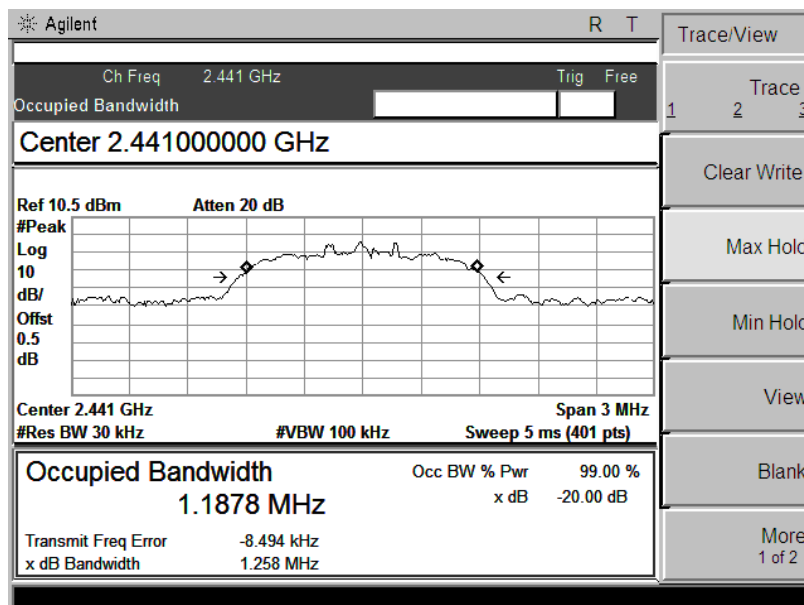 Agilent R T
Trace/View
Ch Freq 2.441 GHz Trig Free
Occupied Bandwidth
Center 2.441000000 GHz
Ref 10.5 dBm Atten 20 dB
#Peak
Log
10
dB/
Offst
0.5
dB
Center 2.441 GHz Span 3 MHz
#Res BW 30 kHz #VBW 100 kHz Sweep 5 ms (401 pts)
Occupied Bandwidth Occ BW % Pwr 99.00 %
1.1878 MHz x dB -20.00 dB
Transmit Freq Error -8.494 kHz
x dB Bandwidth 1.258 MHz
Trace
1 2 3
Clear Write
Max Hold
Min Hold
View
Blank
More
1 of 2